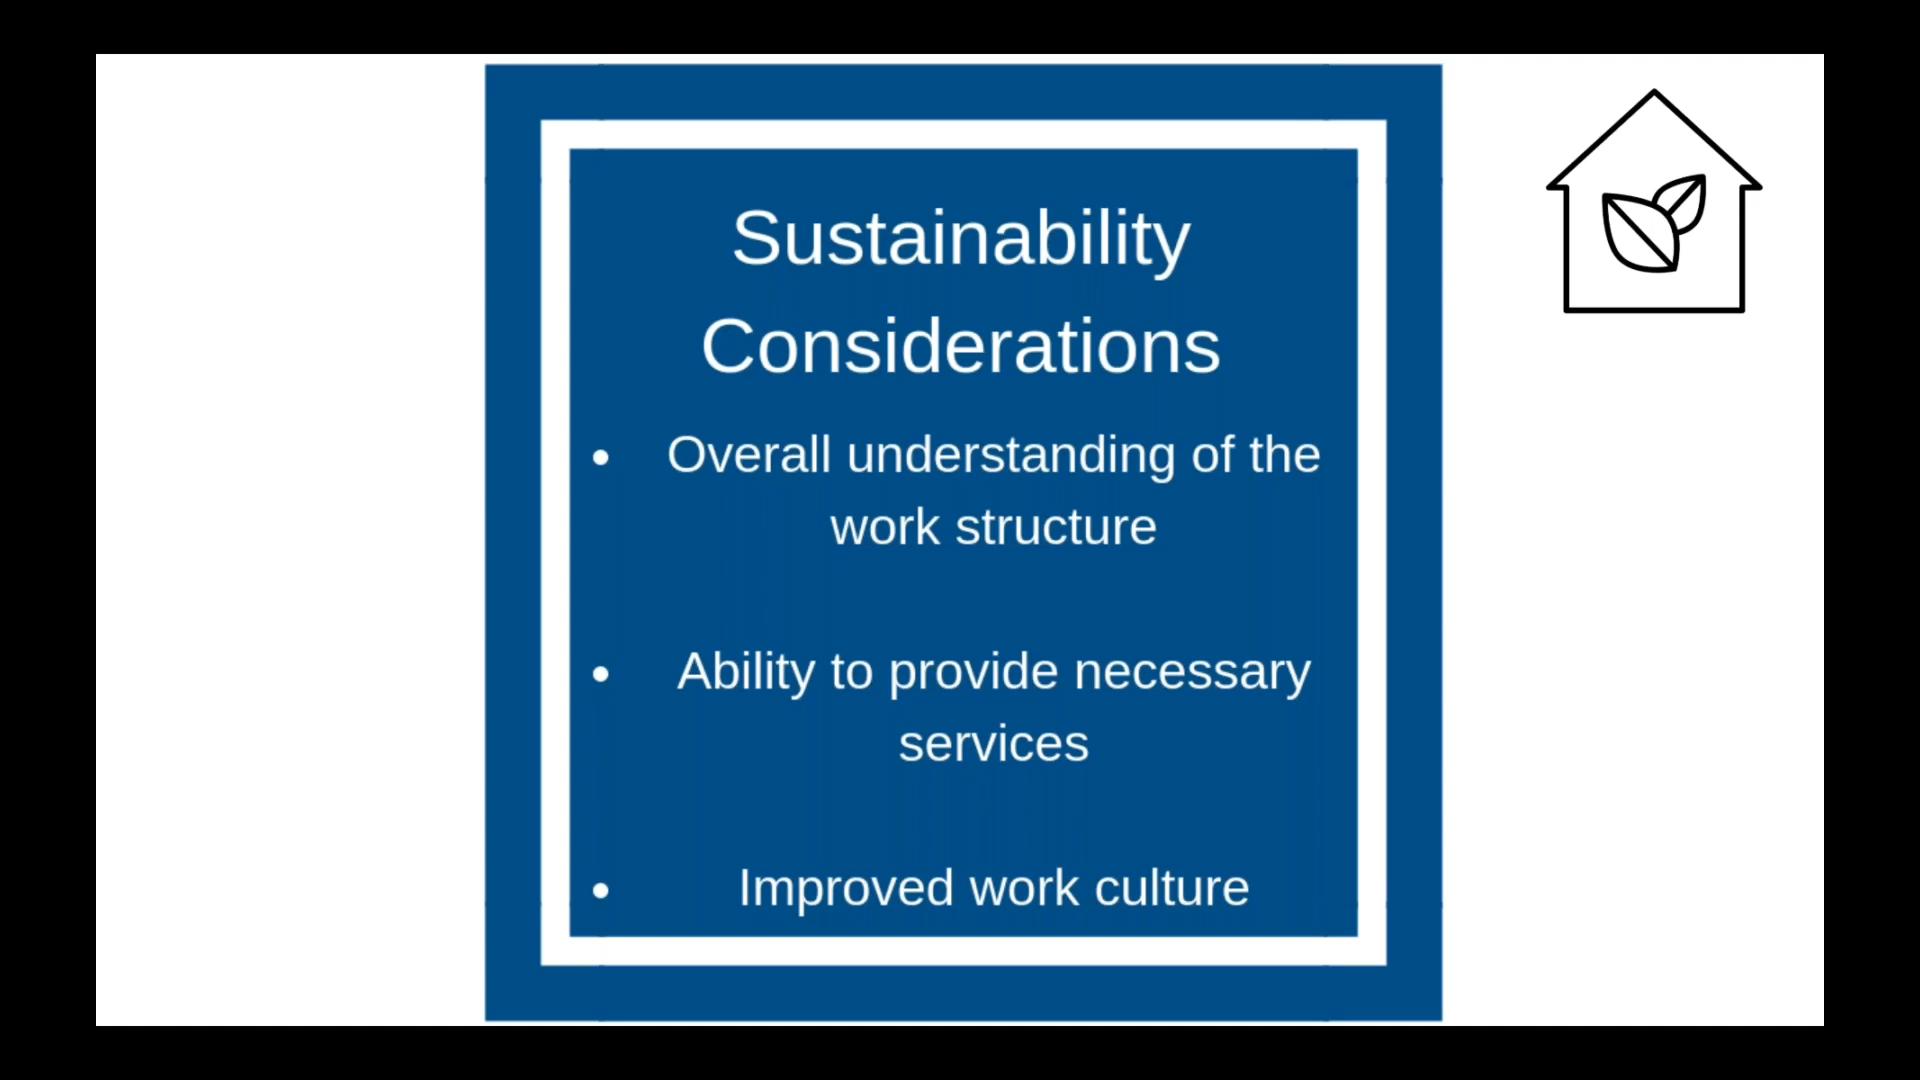 Sustainability
Considerations
• Overall understanding of the
work structure
• Ability to provide necessary
services
• Improved work culture